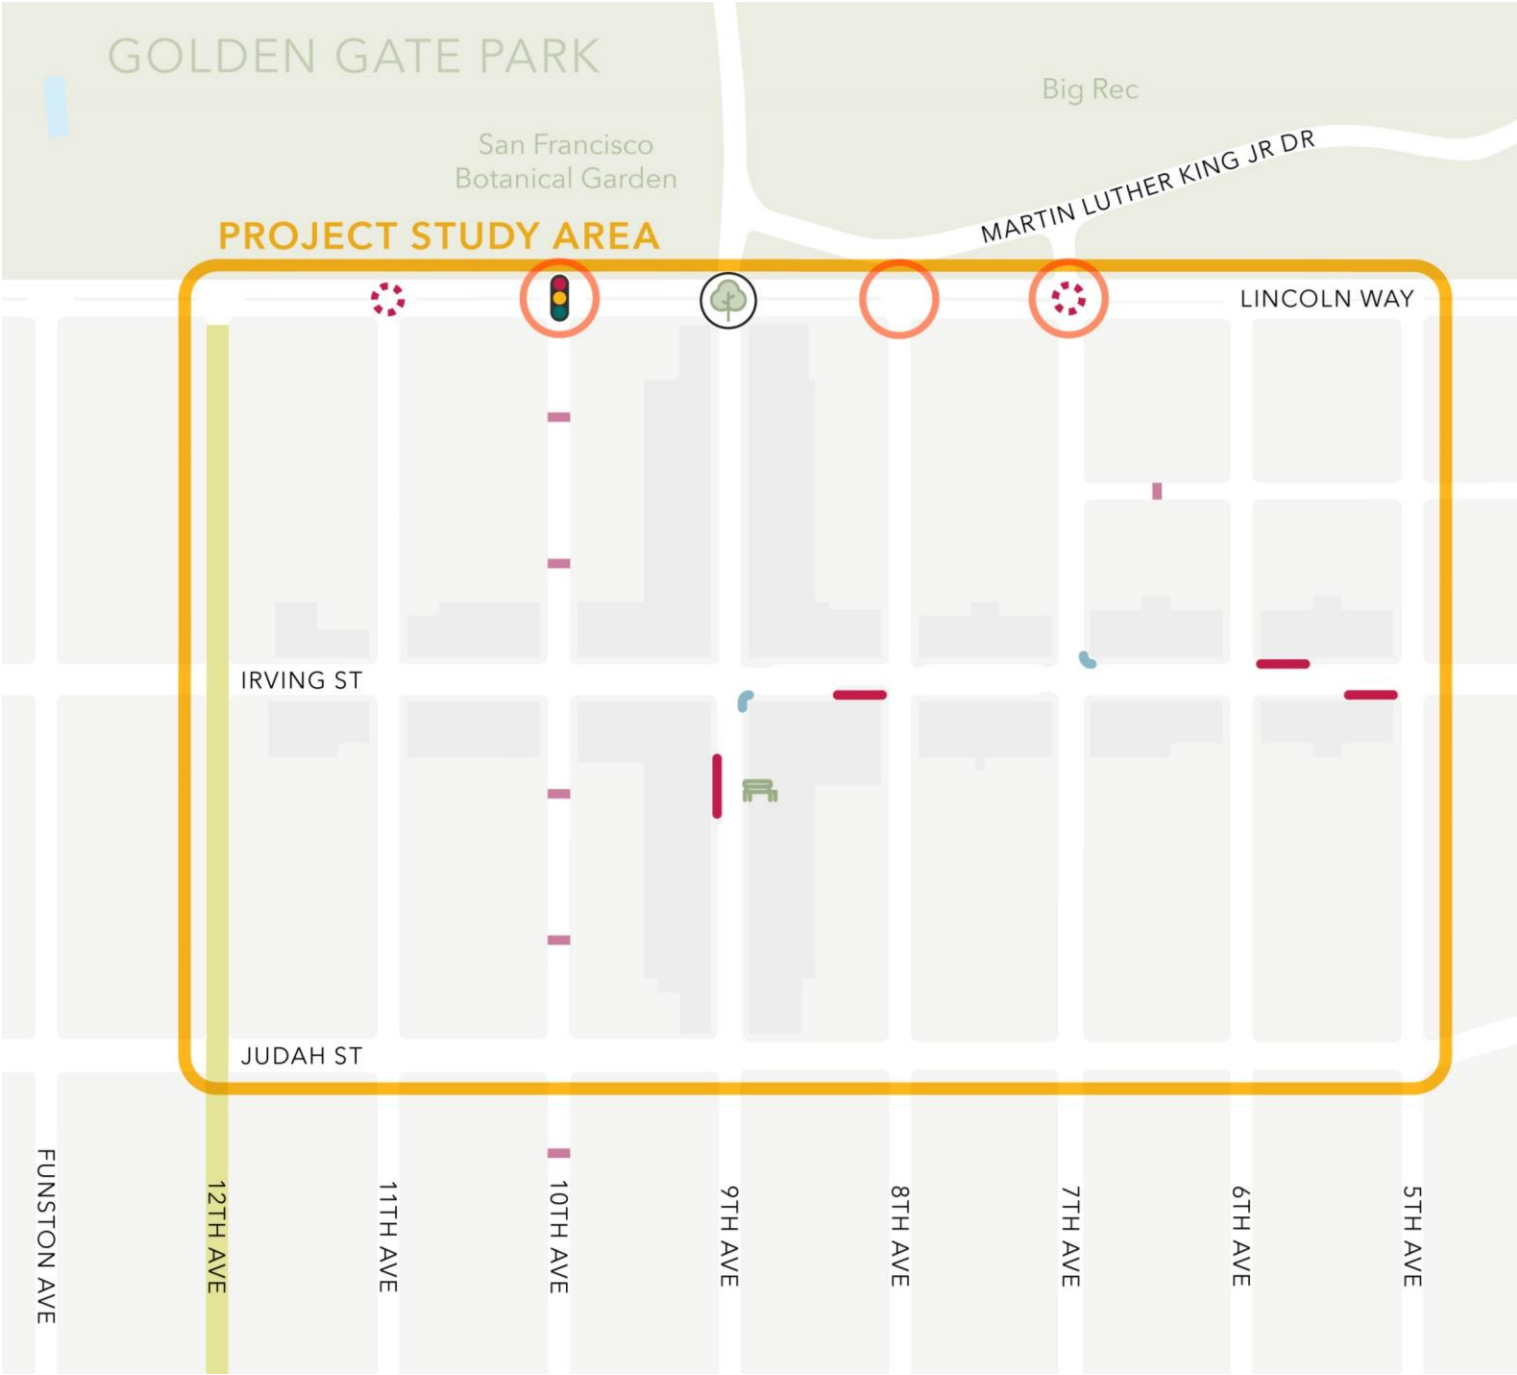 GOLDEN GATE PARK
Big Rec
San Francisco
Botanical Garden
MARTIN LUTHER KING JR DR
PROJECT STUDY AREA
LINCOLN WAY
IRVING ST
JUDAH ST
FUNSTON AVE
12TH AVE
11TH AVE
10TH AVE
9TH AVE
8TH AVE
7TH AVE
6TH AVE
5TH AVE